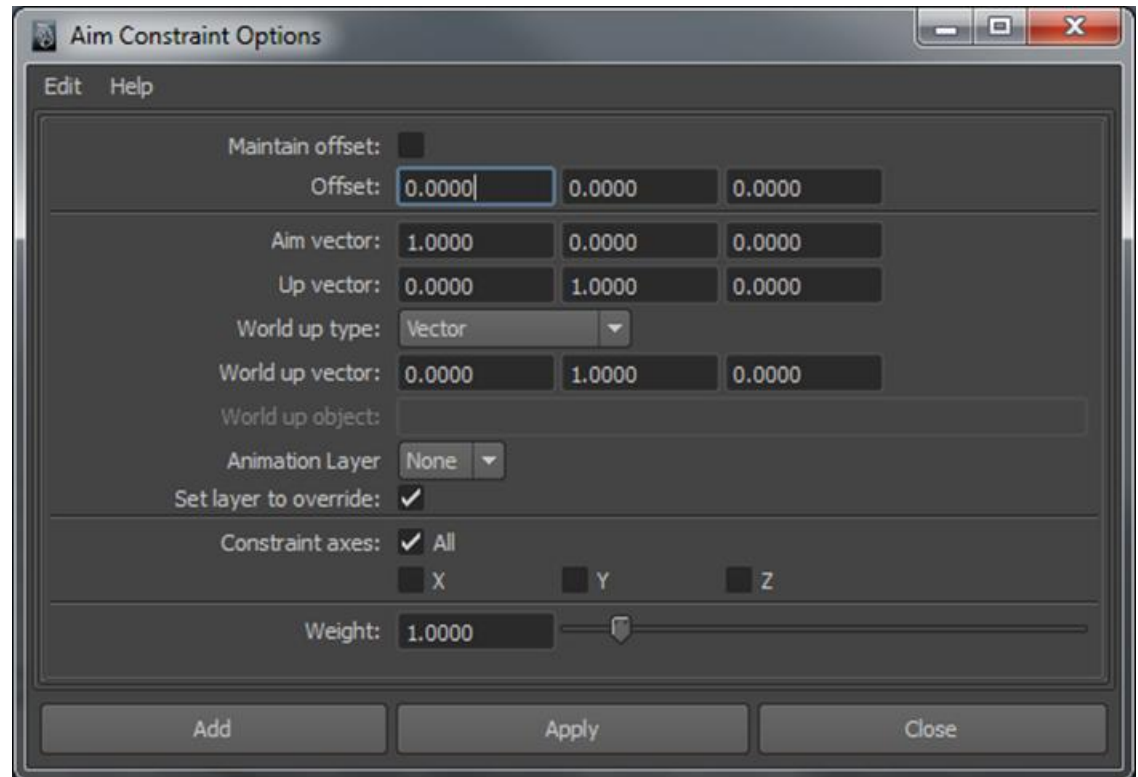 Aim Constraint Options
Edit Help
Maintain offset:
Offset: 0.0000 0.0000 0.0000
Aim vector: 1.0000 0.0000 0.0000
Up vector: 0.0000 1.0000 0.0000
World up type: Vector
World up vector: 0.0000 1.0000 0.0000
World up object:
Animation Layer None
Set layer to override:
Constraint axes: All
X Y Z
Weight: 1.0000
Add Apply Close